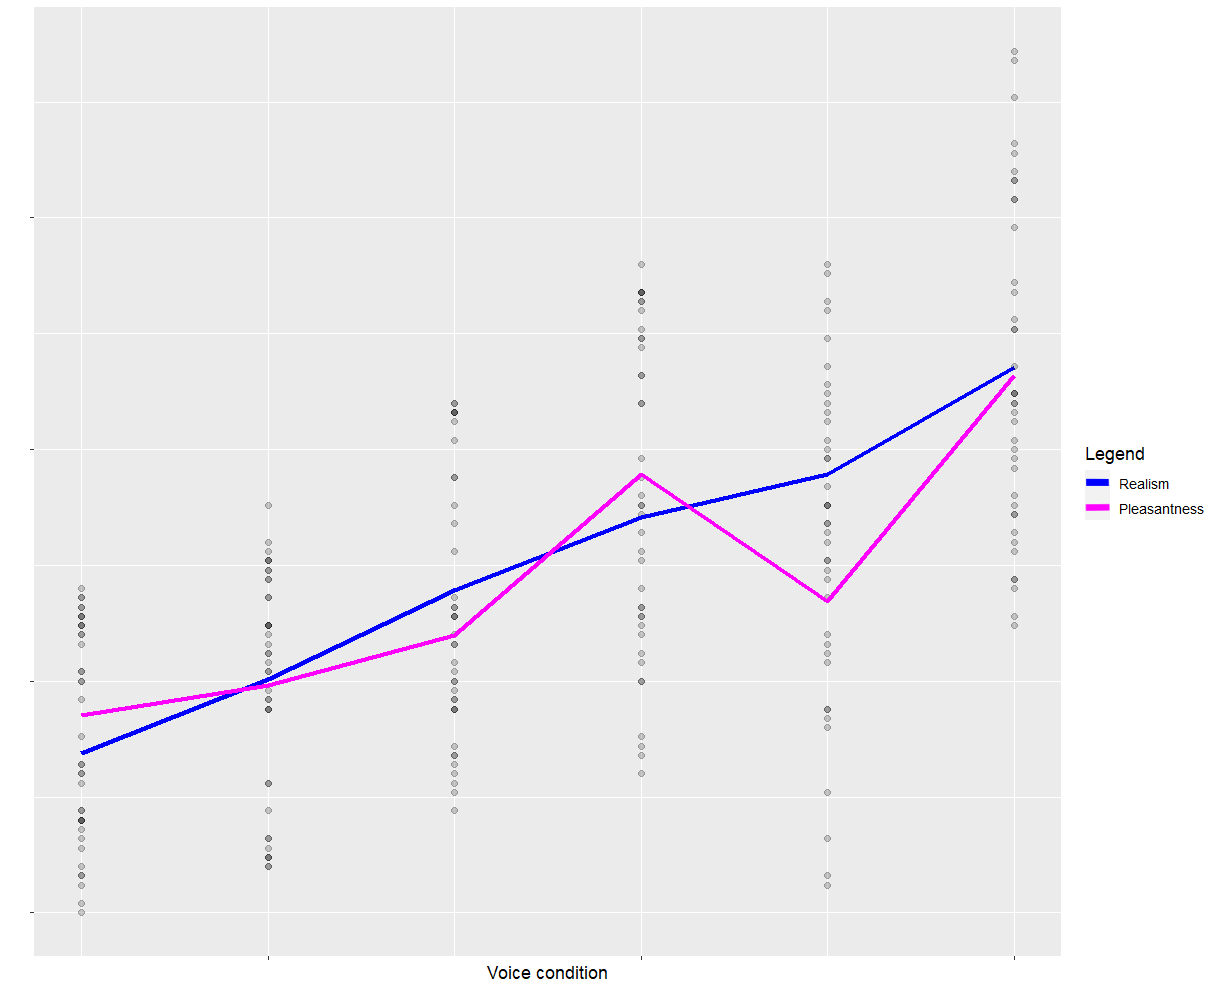 Legend
Realism
Pleasantness
Voice condition